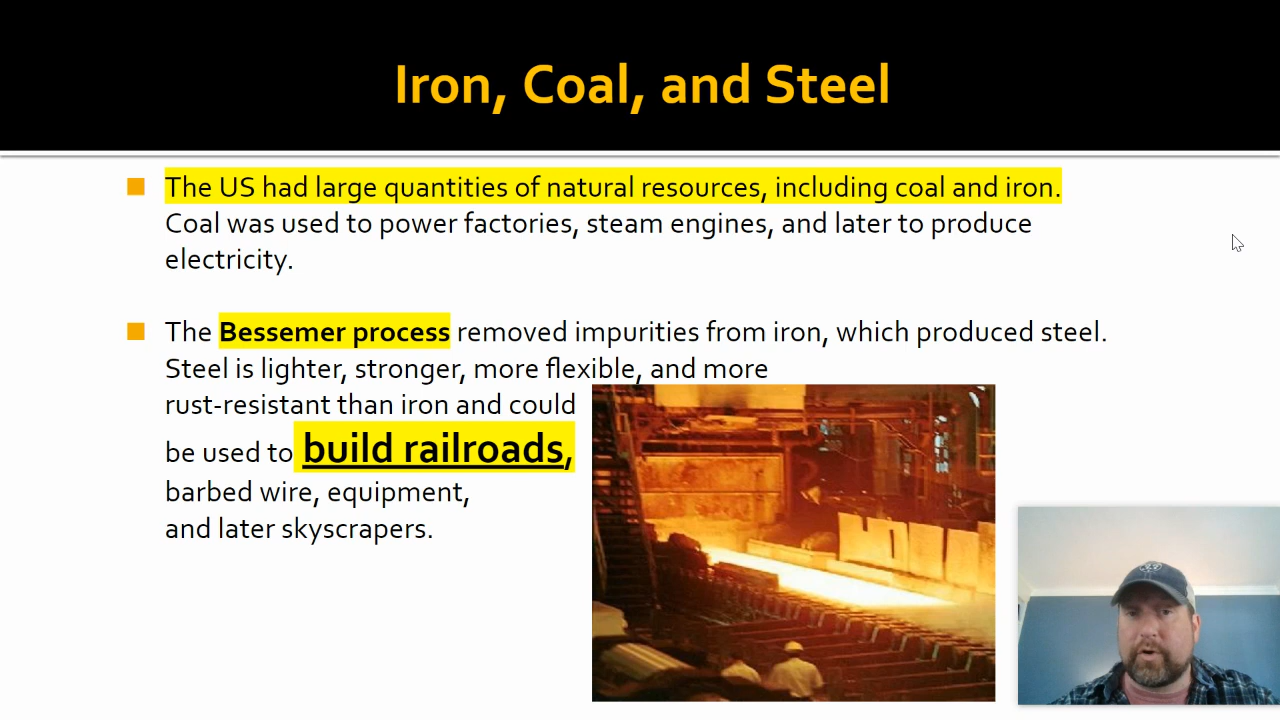 Iron, Coal, and Steel
The US had large quantities of natural resources, including coal and iron.
Coal was used to power factories, steam engines, and later to produce
electricity.
The Bessemer process removed impurities from iron, which produced steel.
Steel is lighter, stronger, more flexible, and more
rust-resistant than iron and could
be used to build railroads,
barbed wire, equipment,
and later skyscrapers.